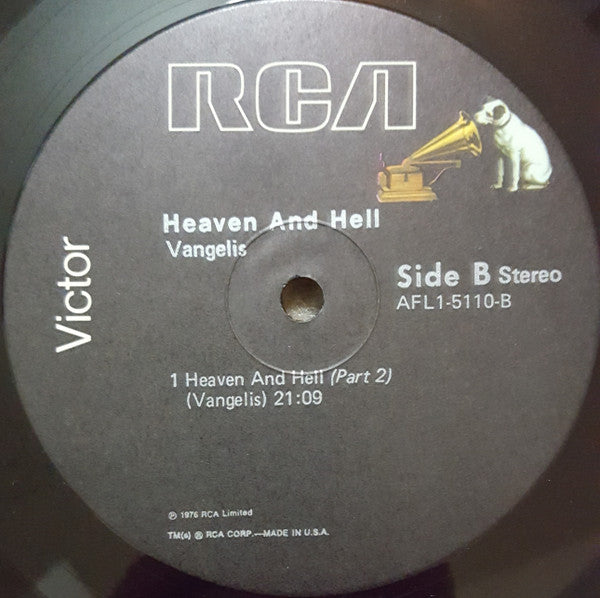 RCA
Heaven And Hell
Vangelis
Victor
Side B Stereo
AFL1-5110-B
1 Heaven And Hell (Part 2)
(Vangelis) 21:09
℗ 1976 RCA Limited
TM(s) ® RCA CORP.—MADE IN U.S.A.